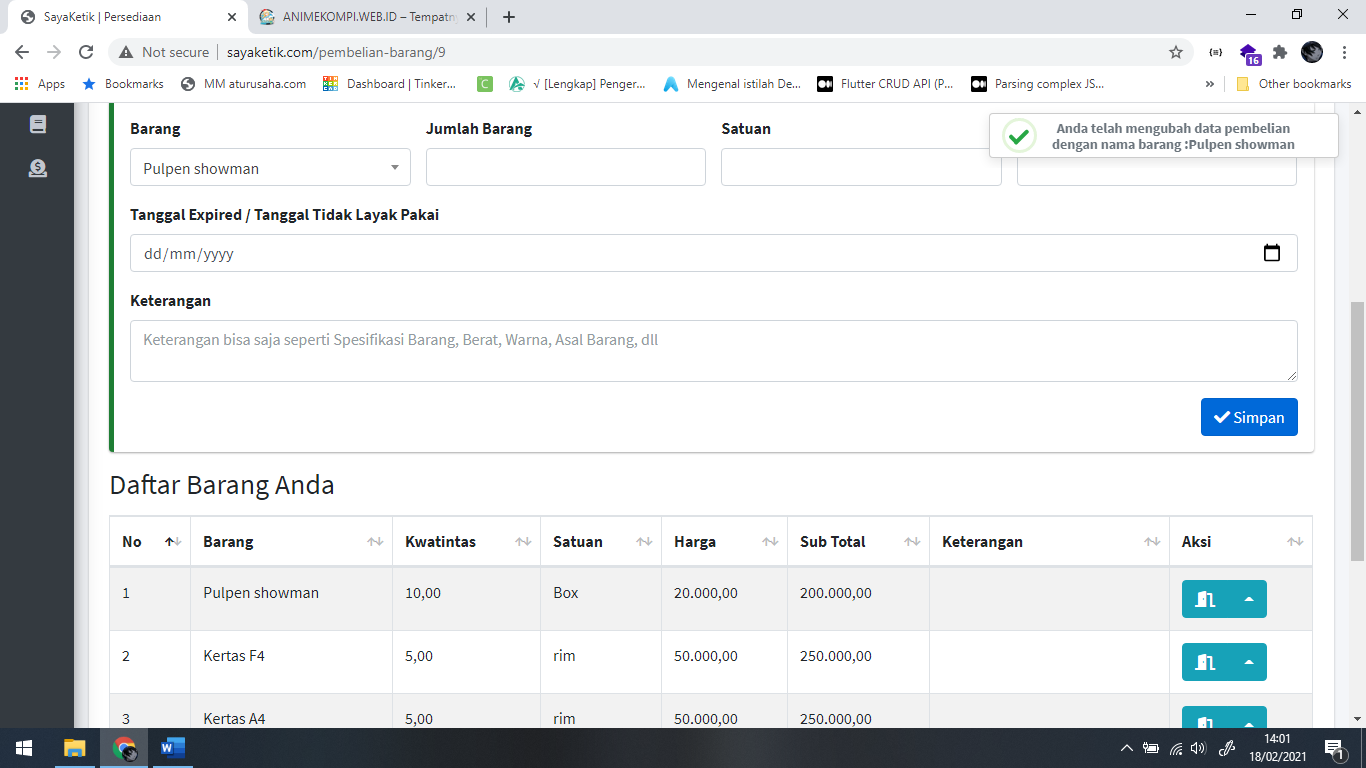 SayaKetik | Persediaan
ANIMEKOMPI.WEB.ID – Tempatn
Not secure
sayaketik.com/pembelian-barang/9
16
Apps
Bookmarks
MM aturusaha.com
Dashboard | Tinker...
C
√ [Lengkap] Penger...
Mengenal istilah De...
Flutter CRUD API (P...
Parsing complex JS...
»
Other bookmarks
Barang
Jumlah Barang
Satuan
Anda telah mengubah data pembelian
dengan nama barang :Pulpen showman
Pulpen showman
Tanggal Expired / Tanggal Tidak Layak Pakai
dd/mm/yyyy
Keterangan
Keterangan bisa saja seperti Spesifikasi Barang, Berat, Warna, Asal Barang, dll
Simpan
Daftar Barang Anda
No Barang Kwatintas Satuan Harga Sub Total Keterangan Aksi
1 Pulpen showman 10,00 Box 20.000,00 200.000,00
2 Kertas F4 5,00 rim 50.000,00 250.000,00
3 Kertas A4 5,00 rim 50.000,00 250.000,00
14:01
18/02/2021
1